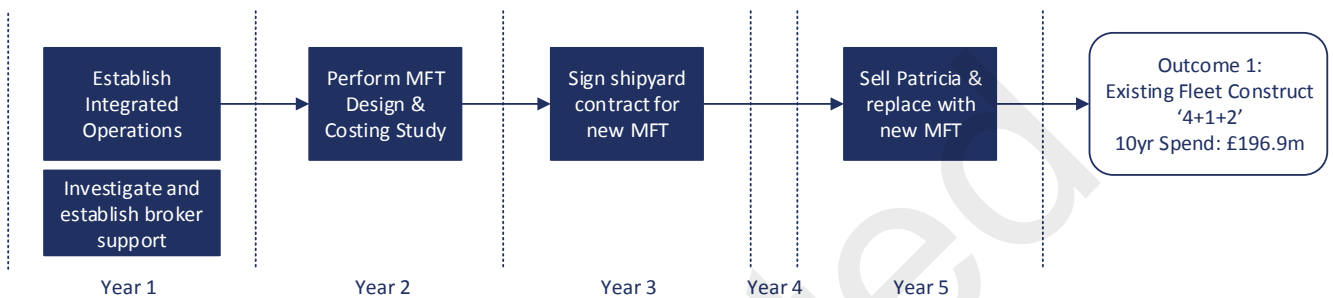 Establish
Integrated
Operations
Investigate and
establish broker
support
Perform MFT
Design &
Costing Study
Sign shipyard
contract for
new MFT
Sell Patricia &
replace with
new MFT
Outcome 1:
Existing Fleet Construct
‘4+1+2’
10yr Spend: £196.9m
Year 1
Year 2
Year 3
Year 4
Year 5